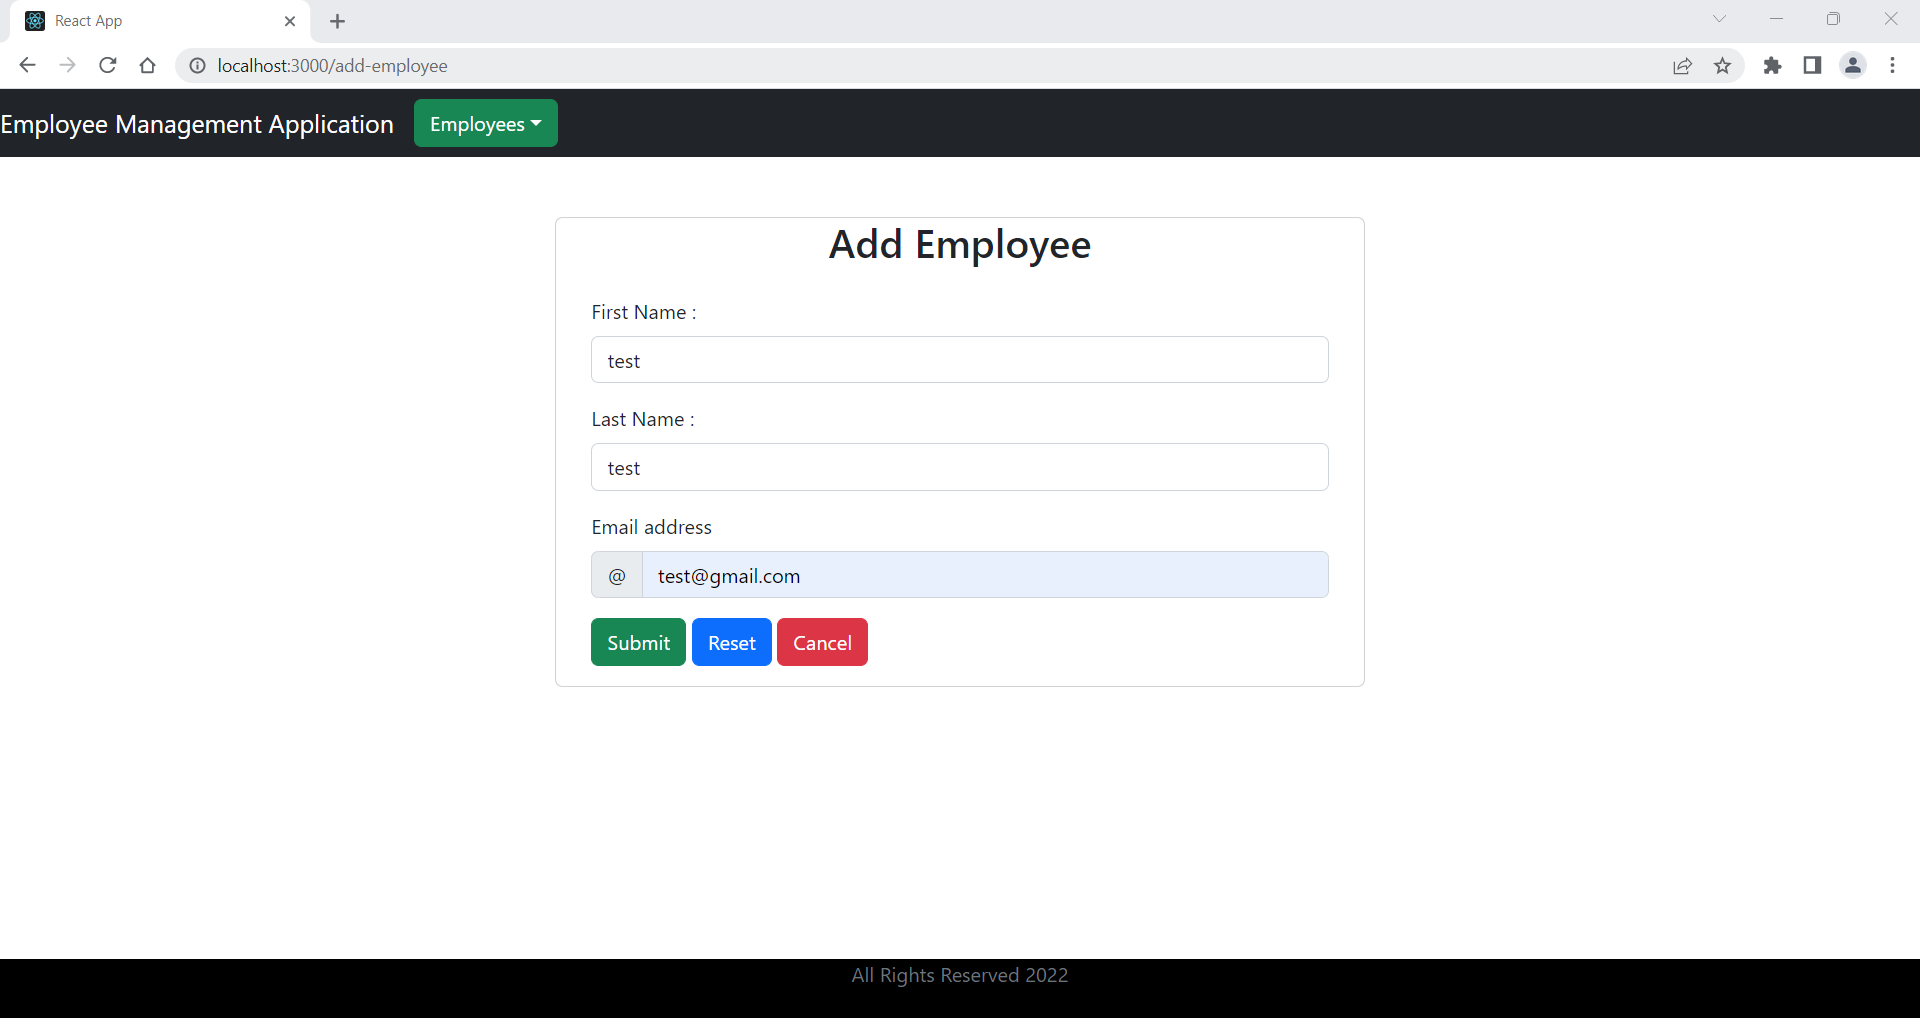 React App
localhost:3000/add-employee
Employee Management Application
Employees
Add Employee
First Name :
test
Last Name :
test
Email address
@ test@gmail.com
Submit Reset Cancel
All Rights Reserved 2022